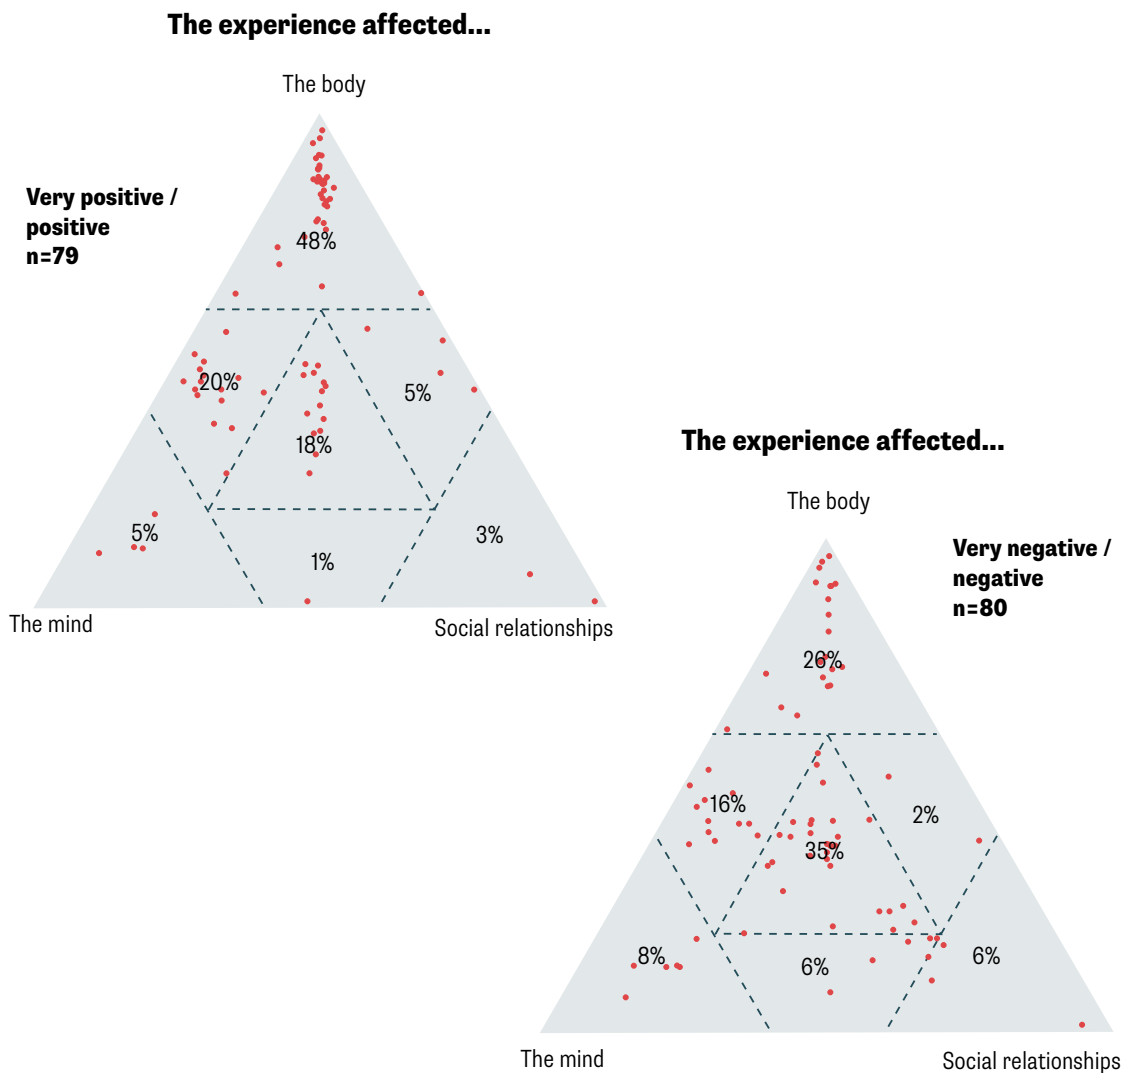 The experience affected...
The body
Very positive /
positive
n=79
48%
20%
5%
18%
5%
3%
1%
The mind
Social relationships
The experience affected...
The body
Very negative /
negative
n=80
26%
16%
2%
35%
8%
6%
6%
The mind
Social relationships